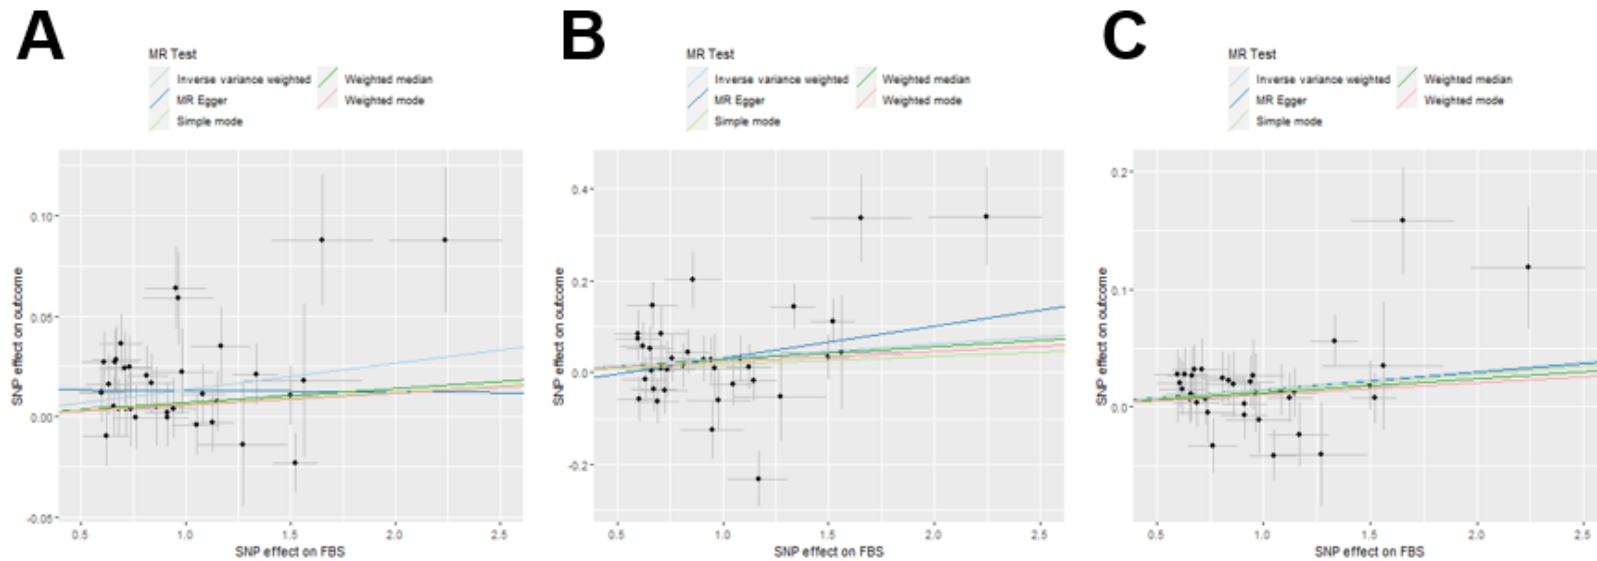 A
MR Test
Inverse variance weighted
Weighted median
MR Egger
Weighted mode
Simple mode
SNP effect on outcome
0.10
0.05
0.00
-0.05
0.5 1.0 1.5 2.0 2.5
SNP effect on FBS
B
MR Test
Inverse variance weighted
Weighted median
MR Egger
Weighted mode
Simple mode
SNP effect on outcome
0.4
0.2
0.0
-0.2
0.5 1.0 1.5 2.0 2.5
SNP effect on FBS
C
MR Test
Inverse variance weighted
Weighted median
MR Egger
Weighted mode
Simple mode
SNP effect on outcome
0.2
0.1
0.0
0.5 1.0 1.5 2.0 2.5
SNP effect on FBS